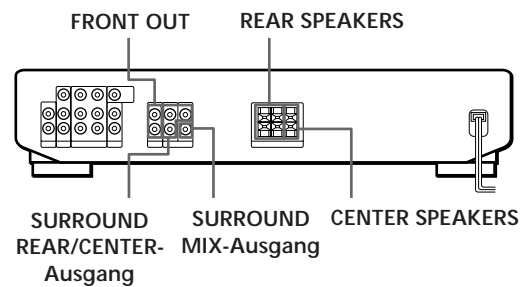 FRONT OUT
REAR SPEAKERS
SURROUND
REAR/CENTER-
Ausgang
SURROUND
MIX-Ausgang
CENTER SPEAKERS